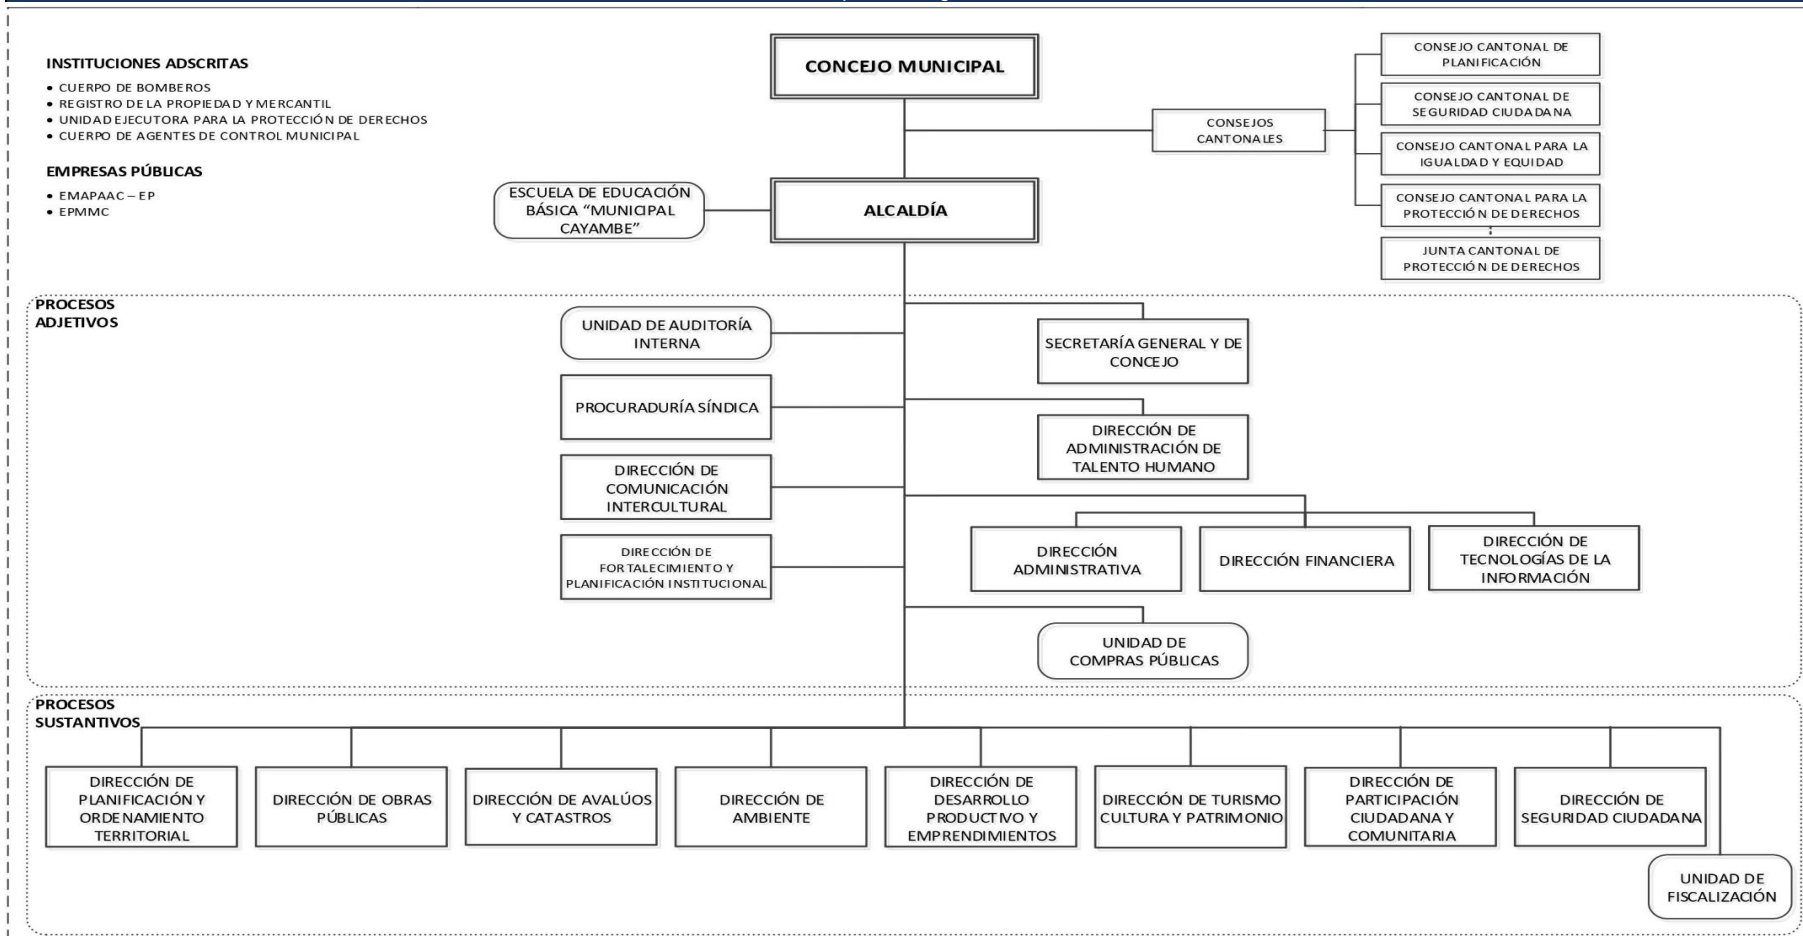 INSTITUCIONES ADSCRITAS
• CUERPO DE BOMBEROS
• REGISTRO DE LA PROPIEDAD Y MERCANTIL
• UNIDAD EJECUTORA PARA LA PROTECCIÓN DE DERECHOS
• CUERPO DE AGENTES DE CONTROL MUNICIPAL
EMPRESAS PÚBLICAS
• EMAPAAC – EP
• EPMMC
CONCEJO MUNICIPAL
CONSEJOS
CANTONALES
CONSEJO CANTONAL DE
PLANIFICACIÓN
CONSEJO CANTONAL DE
SEGURIDAD CIUDADANA
CONSEJO CANTONAL PARA LA
IGUALDAD Y EQUIDAD
CONSEJO CANTONAL PARA LA
PROTECCIÓN DE DERECHOS
JUNTA CANTONAL DE
PROTECCIÓN DE DERECHOS
ESCUELA DE EDUCACIÓN
BÁSICA “MUNICIPAL
CAYAMBE”
ALCALDÍA
PROCESOS
ADJETIVOS
UNIDAD DE AUDITORÍA
INTERNA
PROCURADURÍA SÍNDICA
DIRECCIÓN DE
COMUNICACIÓN
INTERCULTURAL
DIRECCIÓN DE
FORTALECIMIENTO Y
PLANIFICACIÓN INSTITUCIONAL
SECRETARÍA GENERAL Y DE
CONCEJO
DIRECCIÓN DE
ADMINISTRACIÓN DE
TALENTO HUMANO
DIRECCIÓN
ADMINISTRATIVA
DIRECCIÓN FINANCIERA
DIRECCIÓN DE
TECNOLOGÍAS DE LA
INFORMACIÓN
UNIDAD DE
COMPRAS PÚBLICAS
PROCESOS
SUSTANTIVOS
DIRECCIÓN DE
PLANIFICACIÓN Y
ORDENAMIENTO
TERRITORIAL
DIRECCIÓN DE OBRAS
PÚBLICAS
DIRECCIÓN DE AVALÚOS
Y CATASTROS
DIRECCIÓN DE
AMBIENTE
DIRECCIÓN DE
DESARROLLO
PRODUCTIVO Y
EMPRENDIMIENTOS
DIRECCIÓN DE TURISMO
CULTURA Y PATRIMONIO
DIRECCIÓN DE
PARTICIPACIÓN
CIUDADANA Y
COMUNITARIA
DIRECCIÓN DE
SEGURIDAD CIUDADANA
UNIDAD DE
FISCALIZACIÓN